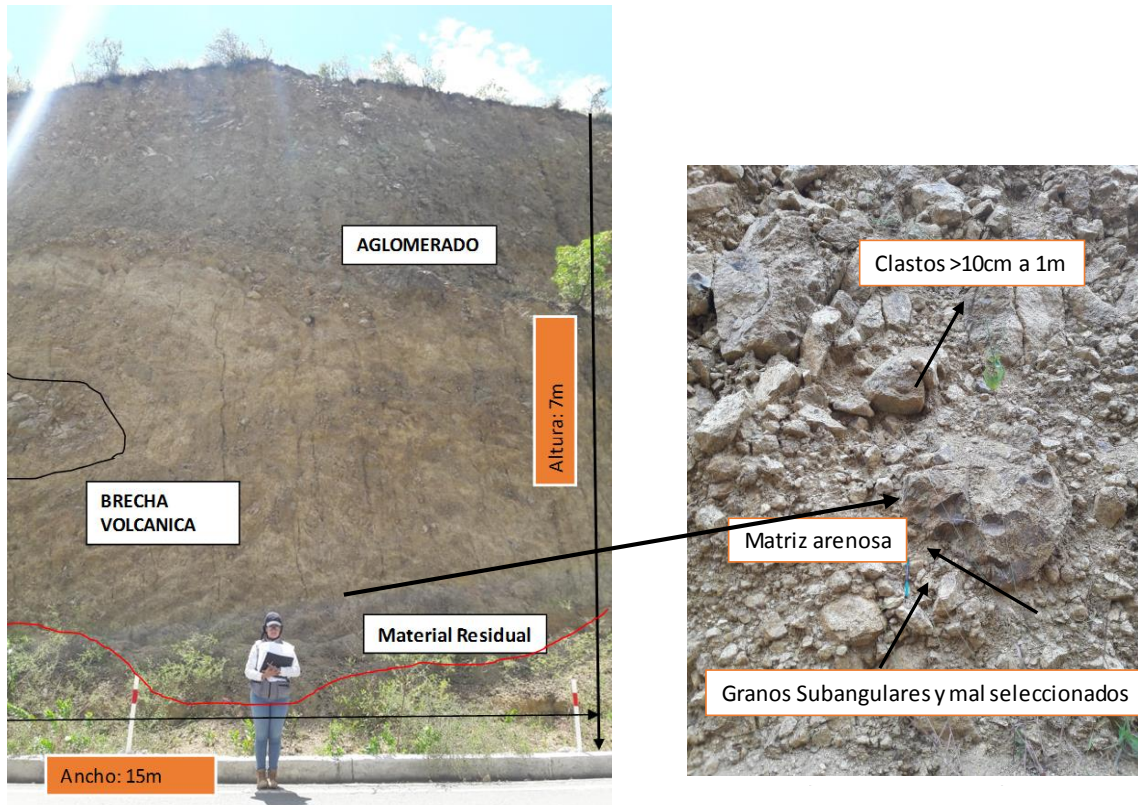 AGLOMERADO
Altura: 7m
BRECHA
VOLCANICA
Material Residual
Ancho: 15m
Clastos >10cm a 1m
Matriz arenosa
Granos Subangulares y mal seleccionados